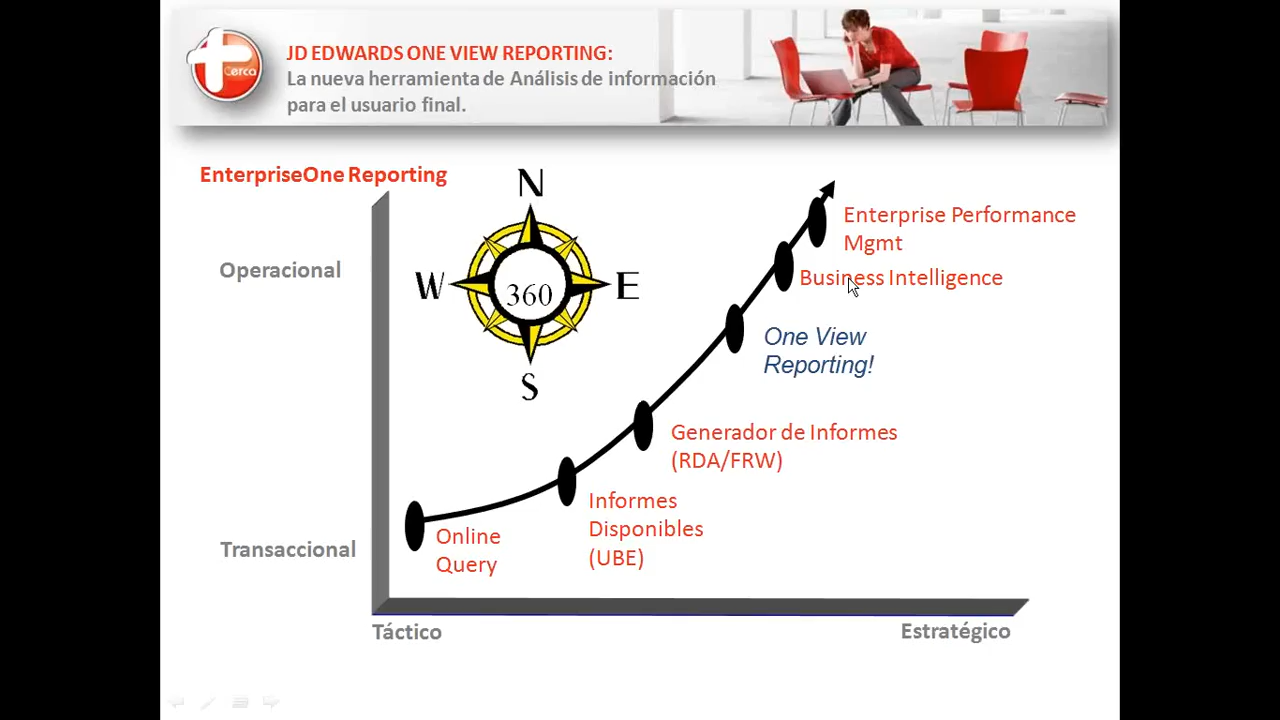 Cerca
JD EDWARDS ONE VIEW REPORTING:
La nueva herramienta de Análisis de información
para el usuario final.
EnterpriseOne Reporting
N
W
360
E
S
Operacional
Transaccional
Enterprise Performance
Mgmt
Business Intelligence
One View
Reporting!
Generador de Informes
(RDA/FRW)
Informes
Disponibles
(UBE)
Online
Query
Táctico
Estratégico